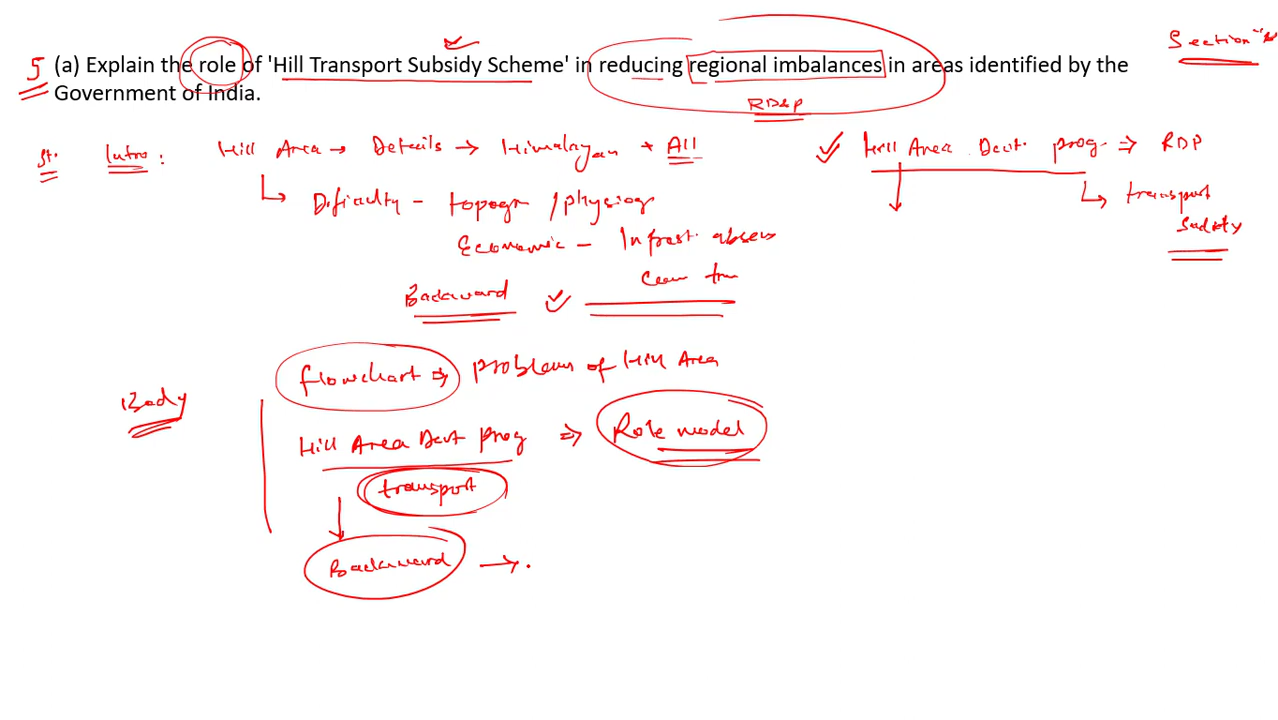 Section "B
5 (a) Explain the role of 'Hill Transport Subsidy Scheme' in reducing regional imbalances in areas identified by the
Government of India.
RD&P
St. Intro : Hill Area → Details → Himalayan + All
Hill Area Devt. prog. ⇒ RDP
Dificulty - topogr / physiog
transport
Economic - Infrast. absen
Backward
Body
flowchart ⇒ problems of Hill Area
Hill Area Devt prog ⇒ Role model
transport
Backward →